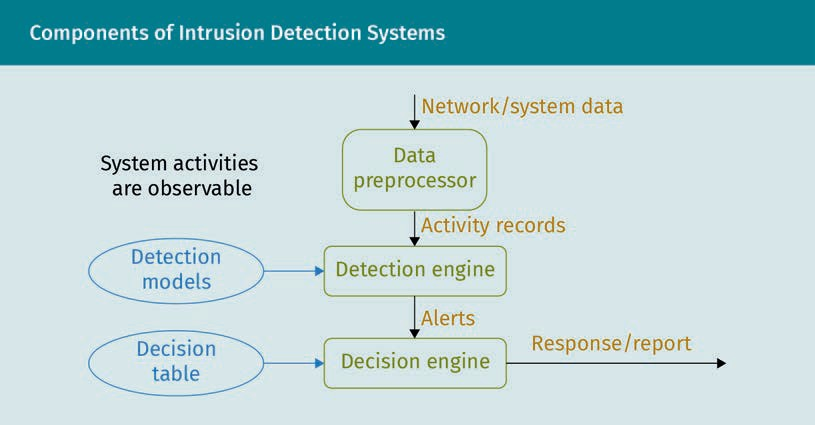 Components of Intrusion Detection Systems
Network/system data
System activities
are observable
Data
preprocessor
Activity records
Detection
models
Detection engine
Alerts
Decision
table
Decision engine
Response/report